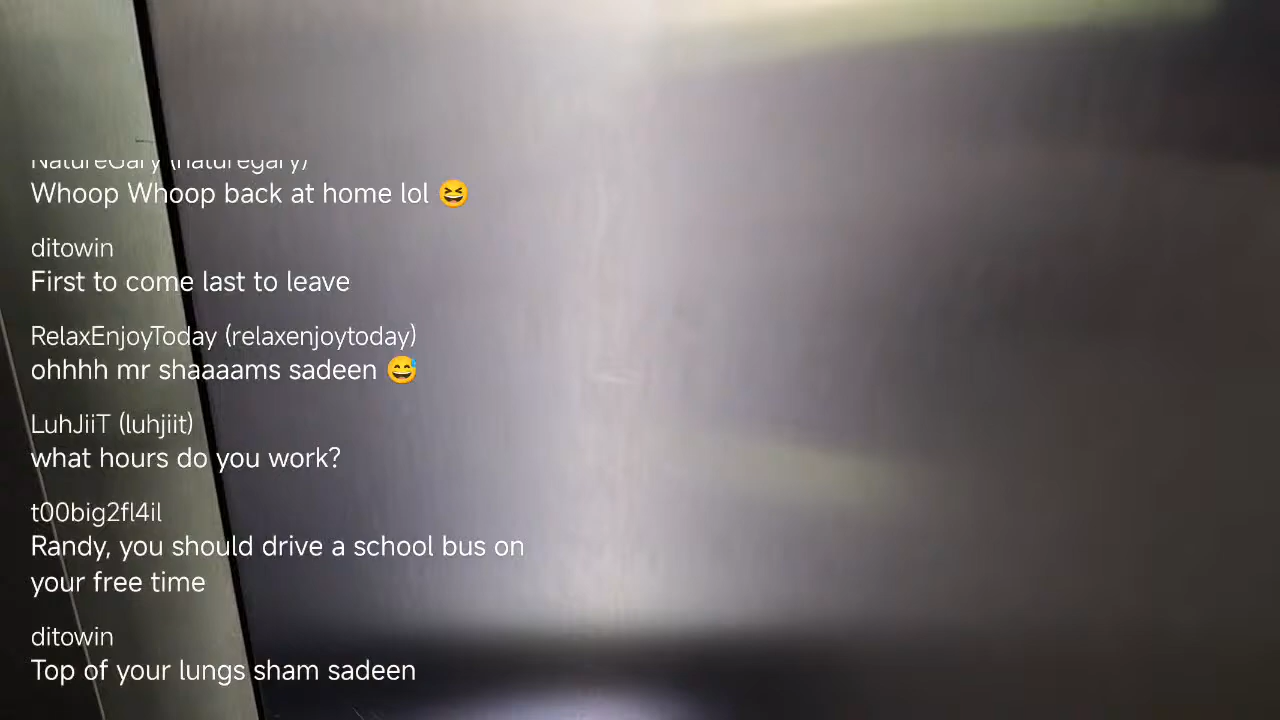 NatureGary (naturegary)
Whoop Whoop back at home lol 😆
ditowin
First to come last to leave
RelaxEnjoyToday (relaxenjoytoday)
ohhhh mr shaaaams sadeen 😅
LuhJiiT (luhjiit)
what hours do you work?
t00big2fl4il
Randy, you should drive a school bus on
your free time
ditowin
Top of your lungs sham sadeen